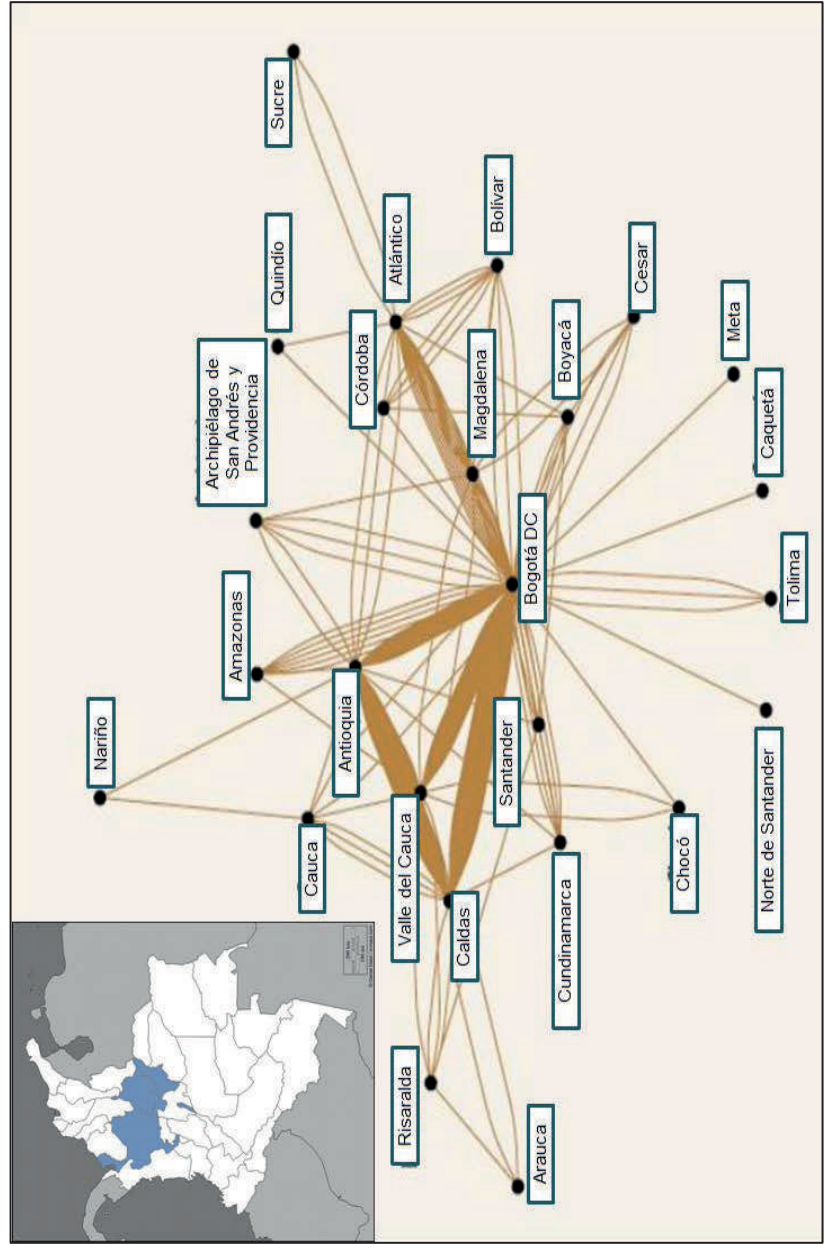 Sucre
Quindío
Atlántico
Bolívar
Archipiélago de
San Andrés y
Providencia
Córdoba
Magdalena
Boyacá
Cesar
Meta
Caquetá
Amazonas
Bogotá DC
Tolima
Nariño
Antioquia
Santander
Norte de Santander
Cauca
Valle del Cauca
Caldas
Cundinamarca
Chocó
Risaralda
Arauca